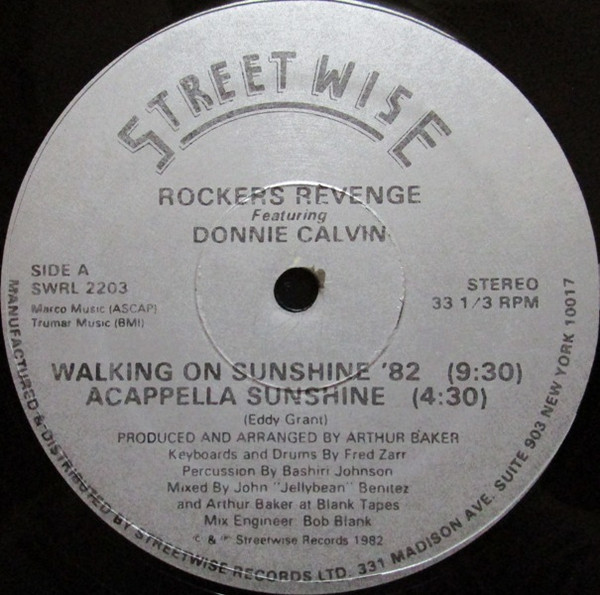 STREETWISE
ROCKERS REVENGE
Featuring
DONNIE CALVIN
SIDE A
SWRL 2203
Marco Music (ASCAP)
Trumar Music (BMI)
STEREO
33 1/3 RPM
WALKING ON SUNSHINE '82 (9:30)
ACAPPELLA SUNSHINE (4:30)
(Eddy Grant)
PRODUCED AND ARRANGED BY ARTHUR BAKER
Keyboards and Drums By Fred Zarr
Percussion By Bashiri Johnson
Mixed By John "Jellybean" Benitez
and Arthur Baker at Blank Tapes
Mix Engineer: Bob Blank
© & ℗ Streetwise Records 1982
MANUFACTURED & DISTRIBUTED BY STREETWISE RECORDS LTD. 331 MADISON AVE. SUITE 903 NEW YORK 10017